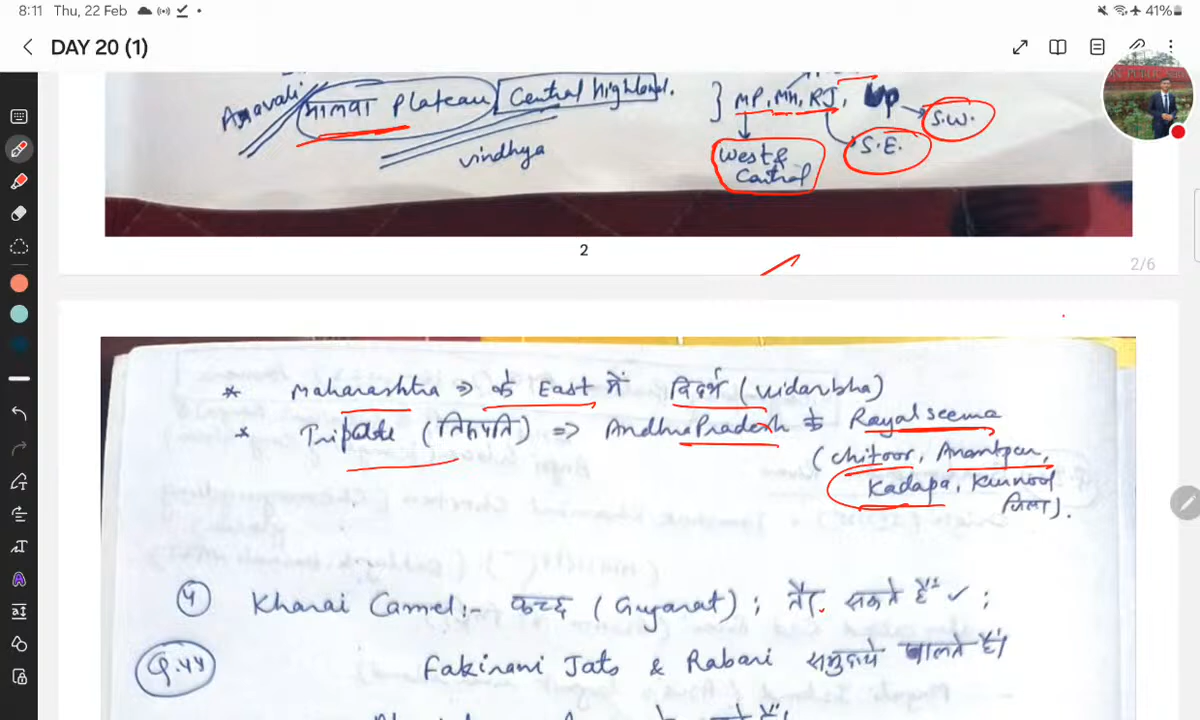 8:11 Thu, 22 Feb
41%
DAY 20 (1)
Aravali
मालवा Plateau
Central highland.
Vindhya
} MP, MH, RJ, UP
S.W.
S.E.
West &
Central
2
2/6
* Maharashtra ⇒ के East में विदर्भ (Vidarbha)
* (तिरुपति) ⇒ Andhra Pradesh के Rayalseema
(Chitoor, Anantpur,
Kadapa, Kurnool
जिला).
④ Kharai Camel:- कच्छ (Gujarat); तैर सकते हैं ✓;
Q.44
Fakirani Jats & Rabari समुदाय पालते हैं।